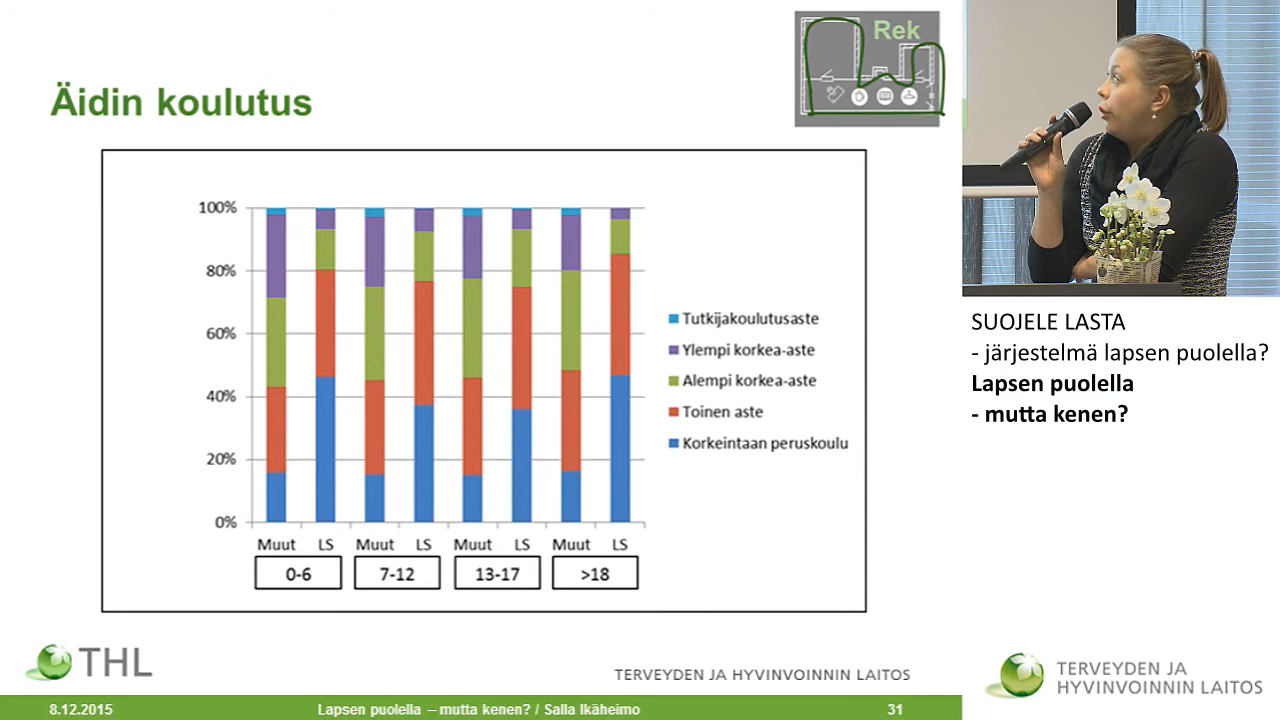 Rek
Äidin koulutus
100%
80%
60%
40%
20%
0%
Muut LS Muut LS Muut LS Muut LS
0-6 7-12 13-17 >18
Tutkijakoulutusaste
Ylempi korkea-aste
Alempi korkea-aste
Toinen aste
Korkeintaan peruskoulu
THL
TERVEYDEN JA HYVINVOINNIN LAITOS
8.12.2015 Lapsen puolella – mutta kenen? / Salla Ikäheimo 31
SUOJELE LASTA
- järjestelmä lapsen puolella?
Lapsen puolella
- mutta kenen?
TERVEYDEN JA
HYVINVOINNIN LAITOS